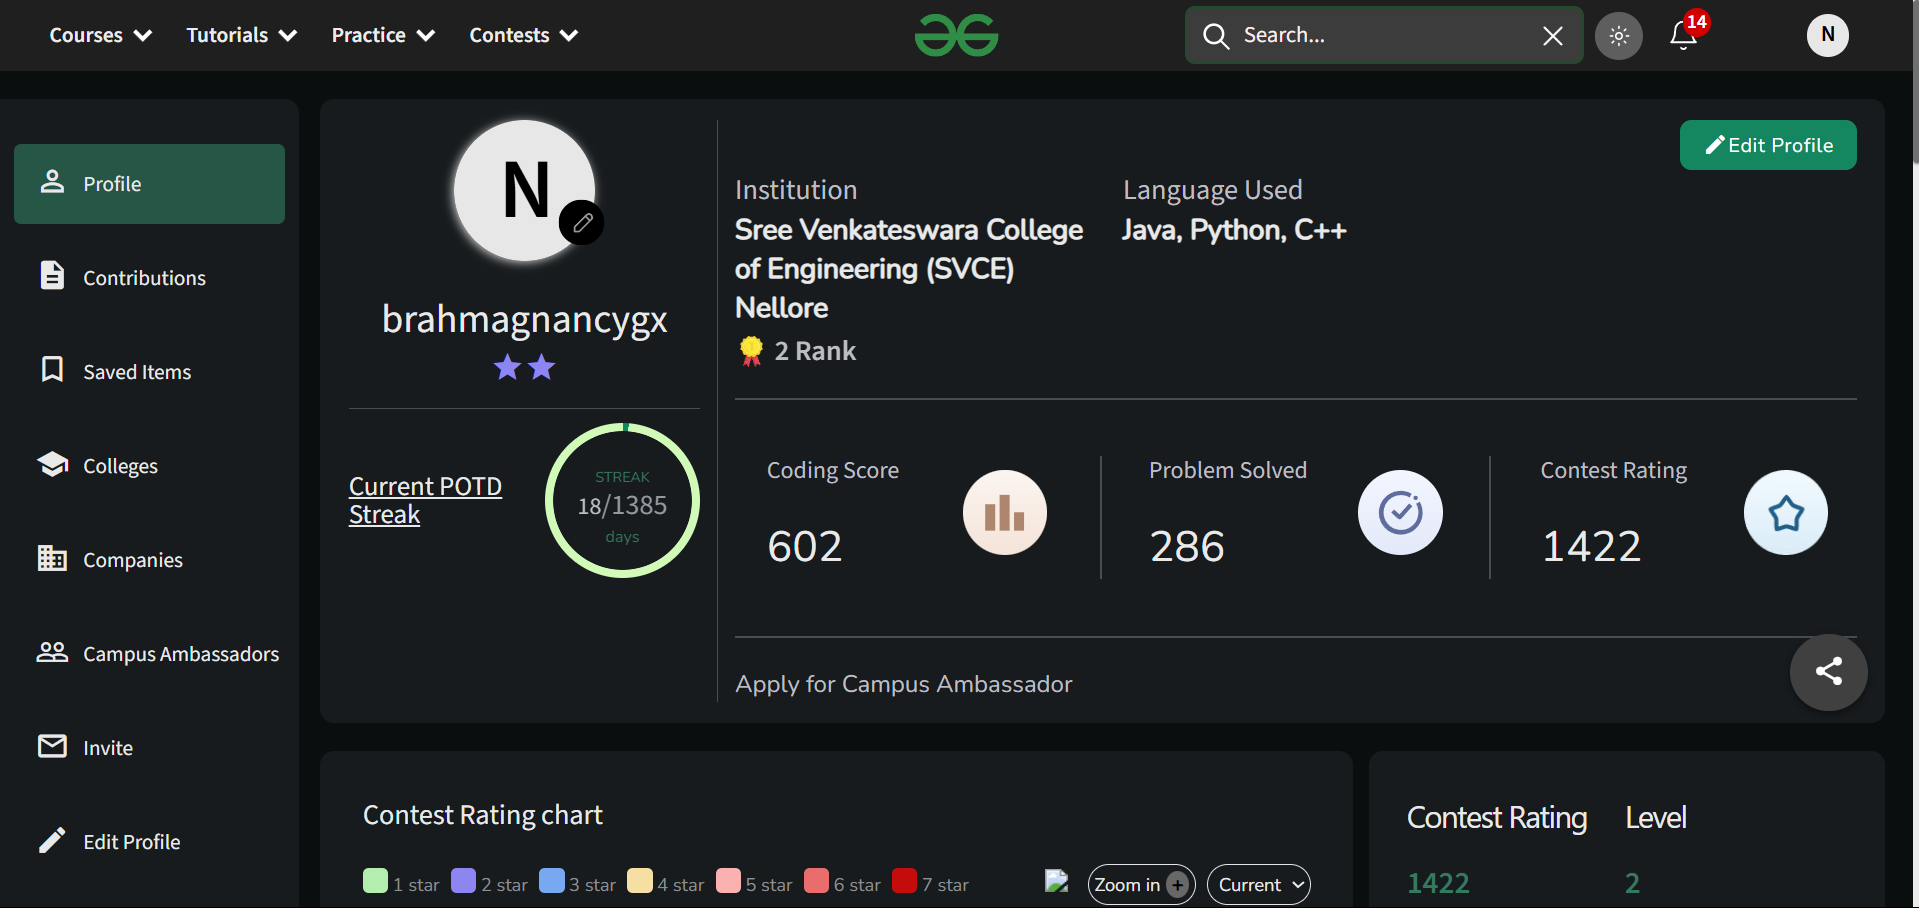 Courses Tutorials Practice Contests Search... 14 N
Profile
Contributions
Saved Items
Colleges
Companies
Campus Ambassadors
Invite
Edit Profile
N
brahmagnancygx
Current POTD
Streak
STREAK
18/1385
days
Edit Profile
Institution
Sree Venkateswara College
of Engineering (SVCE)
Nellore
2 Rank
Language Used
Java, Python, C++
Coding Score
602
Problem Solved
286
Contest Rating
1422
Apply for Campus Ambassador
Contest Rating chart
1 star 2 star 3 star 4 star 5 star 6 star 7 star
Zoom in + Current
Contest Rating Level
1422 2